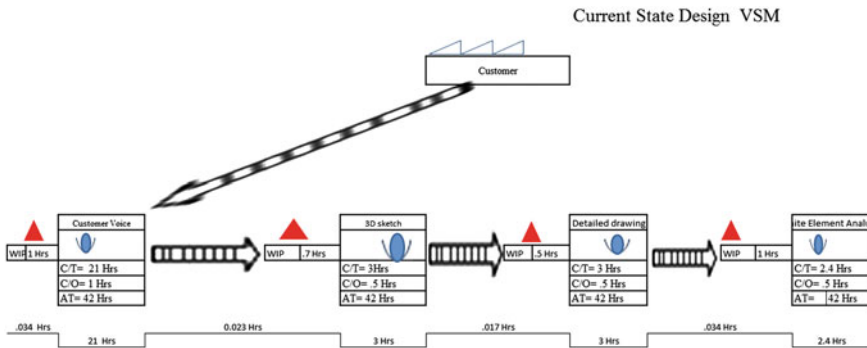 Current State Design VSM
Customer
Customer Voice
WIP 1 Hrs
C/T= 21 Hrs
C/O= 1 Hrs
AT= 42 Hrs
3D sketch
WIP .7 Hrs
C/T= 3Hrs
C/O= .5 Hrs
AT= 42 Hrs
Detailed drawing
WIP .5 Hrs
C/T= 3 Hrs
C/O= .5 Hrs
AT= 42 Hrs
ite Element Anal
WIP 1 Hrs
C/T= 2.4 Hrs
C/O= .5 Hrs
AT= 42 Hrs
.034 Hrs
21 Hrs
0.023 Hrs
3 Hrs
.017 Hrs
3 Hrs
.034 Hrs
2.4 Hrs